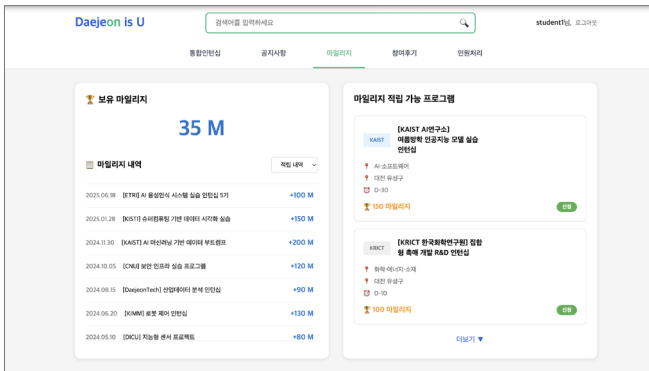 Daejeon is U
검색어를 입력하세요
student1님, 로그아웃
통합인턴십 공지사항 마일리지 참여후기 민원처리
보유 마일리지
35 M
마일리지 내역
적립 내역
2025.06.18 [ETRI] AI 음성인식 시스템 실습 인턴십 5기 +100 M
2025.01.28 [KISTI] 슈퍼컴퓨팅 기반 데이터 시각화 실습 +150 M
2024.11.30 [KAIST] AI 머신러닝 기반 데이터 부트캠프 +200 M
2024.10.05 [CNU] 보안 인프라 실습 프로그램 +120 M
2024.08.15 [DaejeonTech] 산업데이터 분석 인턴십 +90 M
2024.06.20 [KIMM] 로봇 제어 인턴십 +130 M
2024.05.10 [DICU] 지능형 센서 프로젝트 +80 M
마일리지 적립 가능 프로그램
KAIST
[KAIST AI연구소]
여름방학 인공지능 모델 실습
인턴십
AI·소프트웨어
대전 유성구
D-30
150 마일리지
신청
KRICT
[KRICT 한국화학연구원] 집합
형 촉매 개발 R&D 인턴십
화학·에너지·소재
대전 유성구
D-10
100 마일리지
신청
더보기 ▼